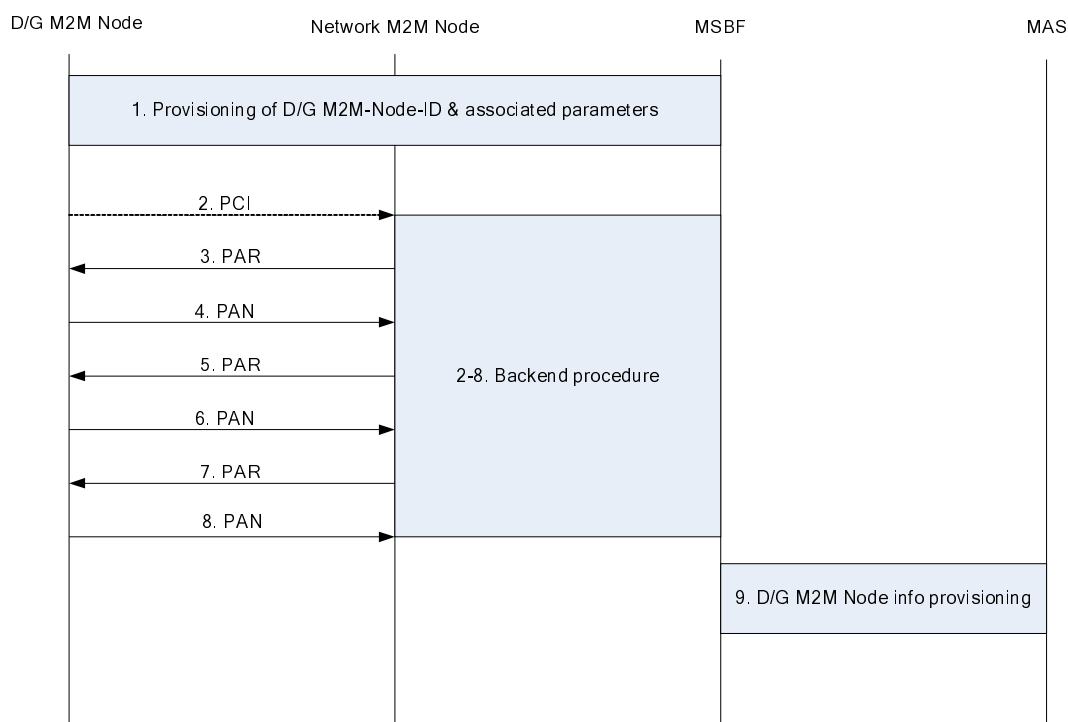 D/G M2M Node
Network M2M Node
MSBF
MAS
1. Provisioning of D/G M2M-Node-ID & associated parameters
2. PCI
3. PAR
4. PAN
5. PAR
2-8. Backend procedure
6. PAN
7. PAR
8. PAN
9. D/G M2M Node info provisioning